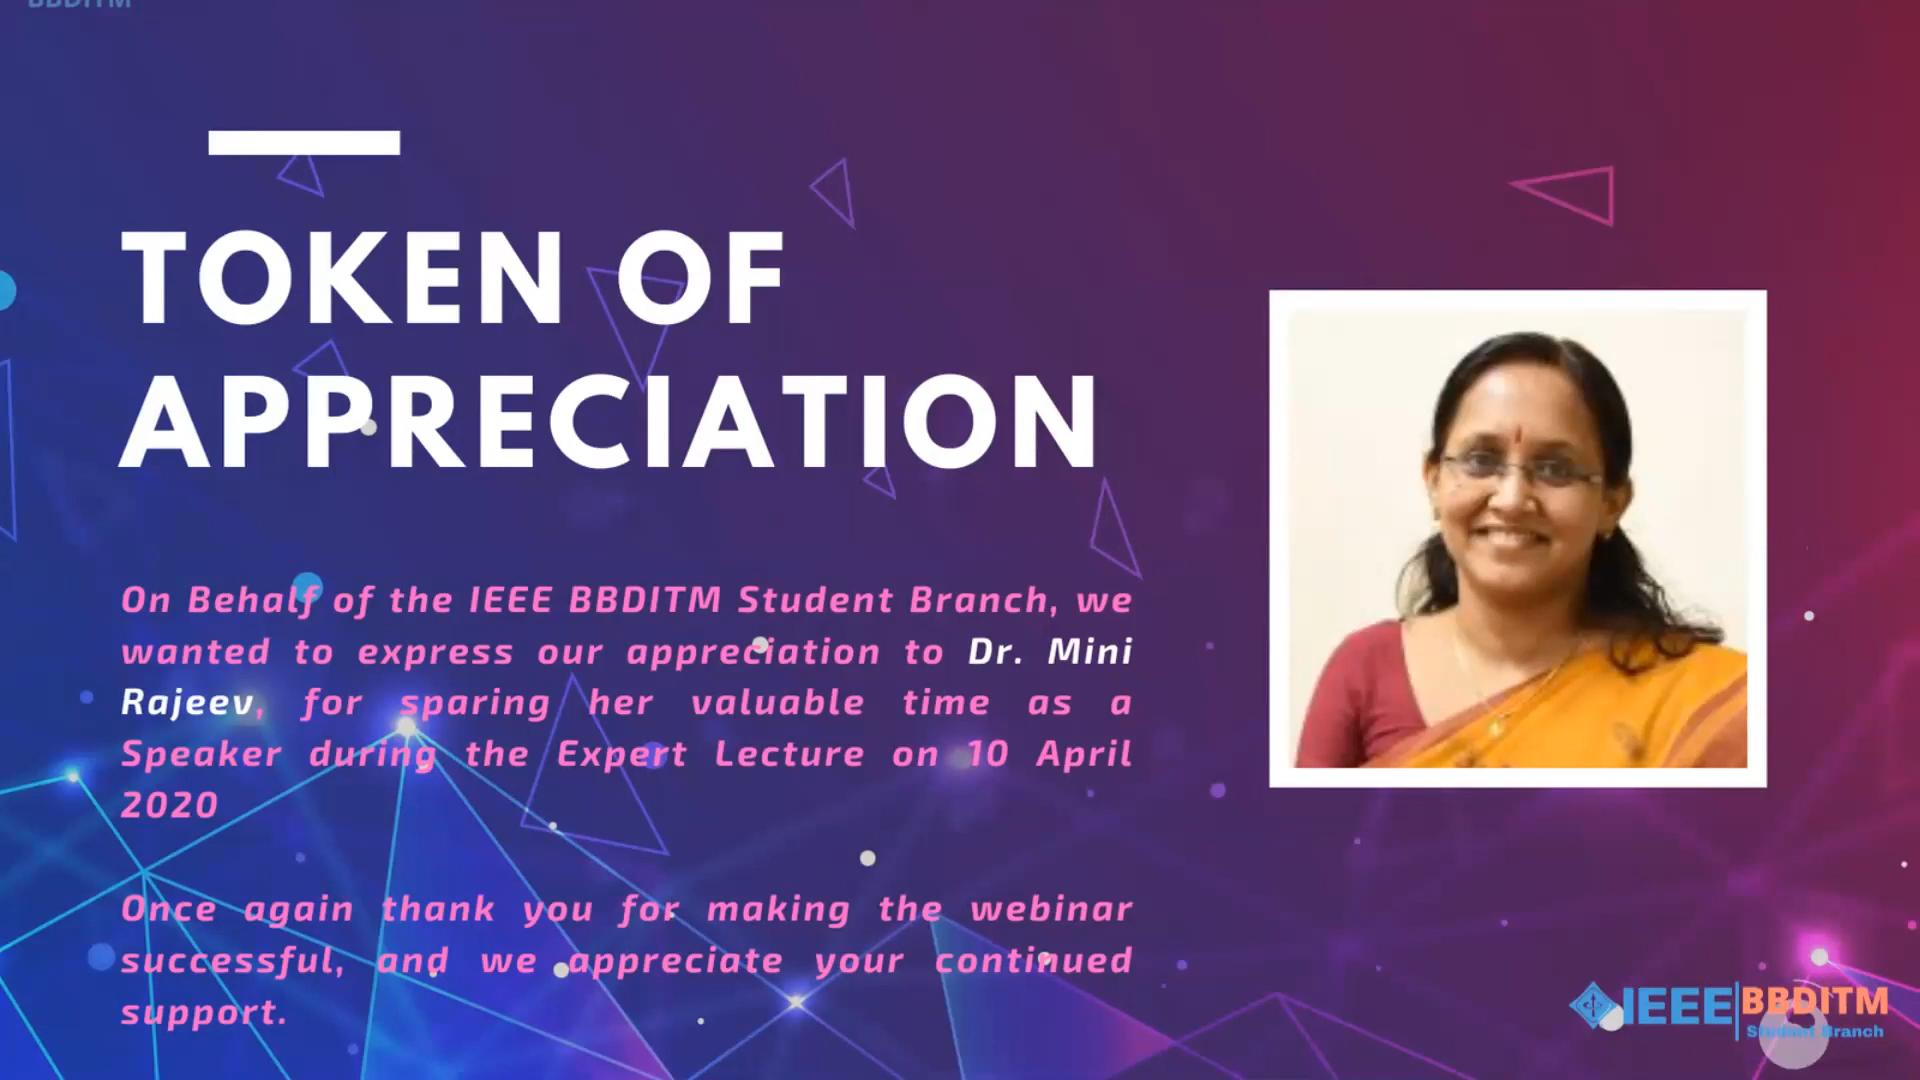 BBDITM
TOKEN OF
APPRECIATION
On Behalf of the IEEE BBDITM Student Branch, we
wanted to express our appreciation to Dr. Mini
Rajeev, for sparing her valuable time as a
Speaker during the Expert Lecture on 10 April
2020
Once again thank you for making the webinar
successful, and we appreciate your continued
support.
IEEE BBDITM
Student Branch